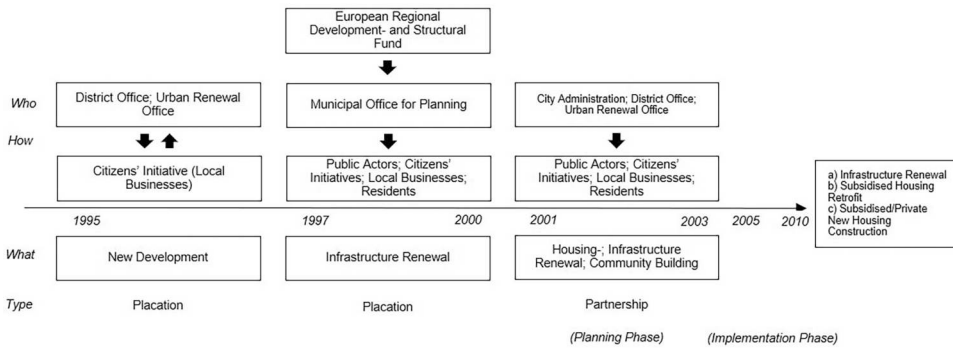 European Regional
Development- and Structural
Fund
Who
District Office; Urban Renewal
Office
Municipal Office for Planning
City Administration; District Office;
Urban Renewal Office
How
Citizens' Initiative (Local
Businesses)
Public Actors; Citizens'
Initiatives; Local Businesses;
Residents
Public Actors; Citizens'
Initiatives; Local Businesses;
Residents
a) Infrastructure Renewal
b) Subsidised Housing
Retrofit
c) Subsidised/Private
New Housing
Construction
1995
1997
2000
2001
2003
2005
2010
What
New Development
Infrastructure Renewal
Housing-; Infrastructure
Renewal; Community Building
Type
Placation
Placation
Partnership
(Planning Phase)
(Implementation Phase)